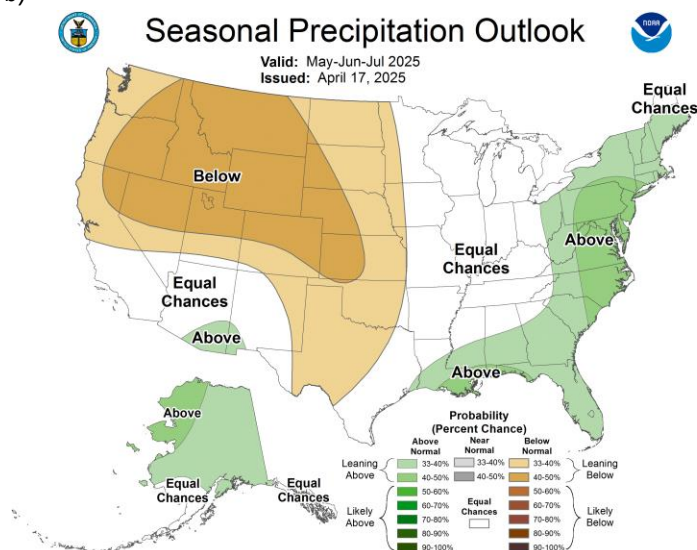 b)
Seasonal Precipitation Outlook
NOAA
Valid: May-Jun-Jul 2025
Issued: April 17, 2025
Equal
Chances
Below
Above
Equal
Chances
Equal
Chances
Above
Above
Above
Equal
Chances
Equal
Chances
Probability
(Percent Chance)
Above
Normal
Near
Normal
Below
Normal
Leaning
Above
33-40%
33-40%
33-40%
Leaning
Below
40-50%
40-50%
40-50%
Likely
Above
50-60%
60-70%
70-80%
80-90%
90-100%
Equal
Chances
50-60%
60-70%
70-80%
80-90%
90-100%
Likely
Below